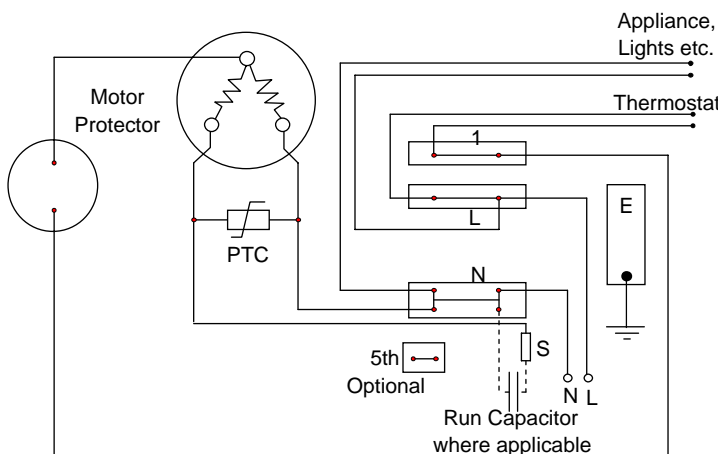 Appliance,
Lights etc.
Motor
Protector
Thermostat
1
L
E
PTC
N
S
5th
Optional
N L
Run Capacitor
where applicable